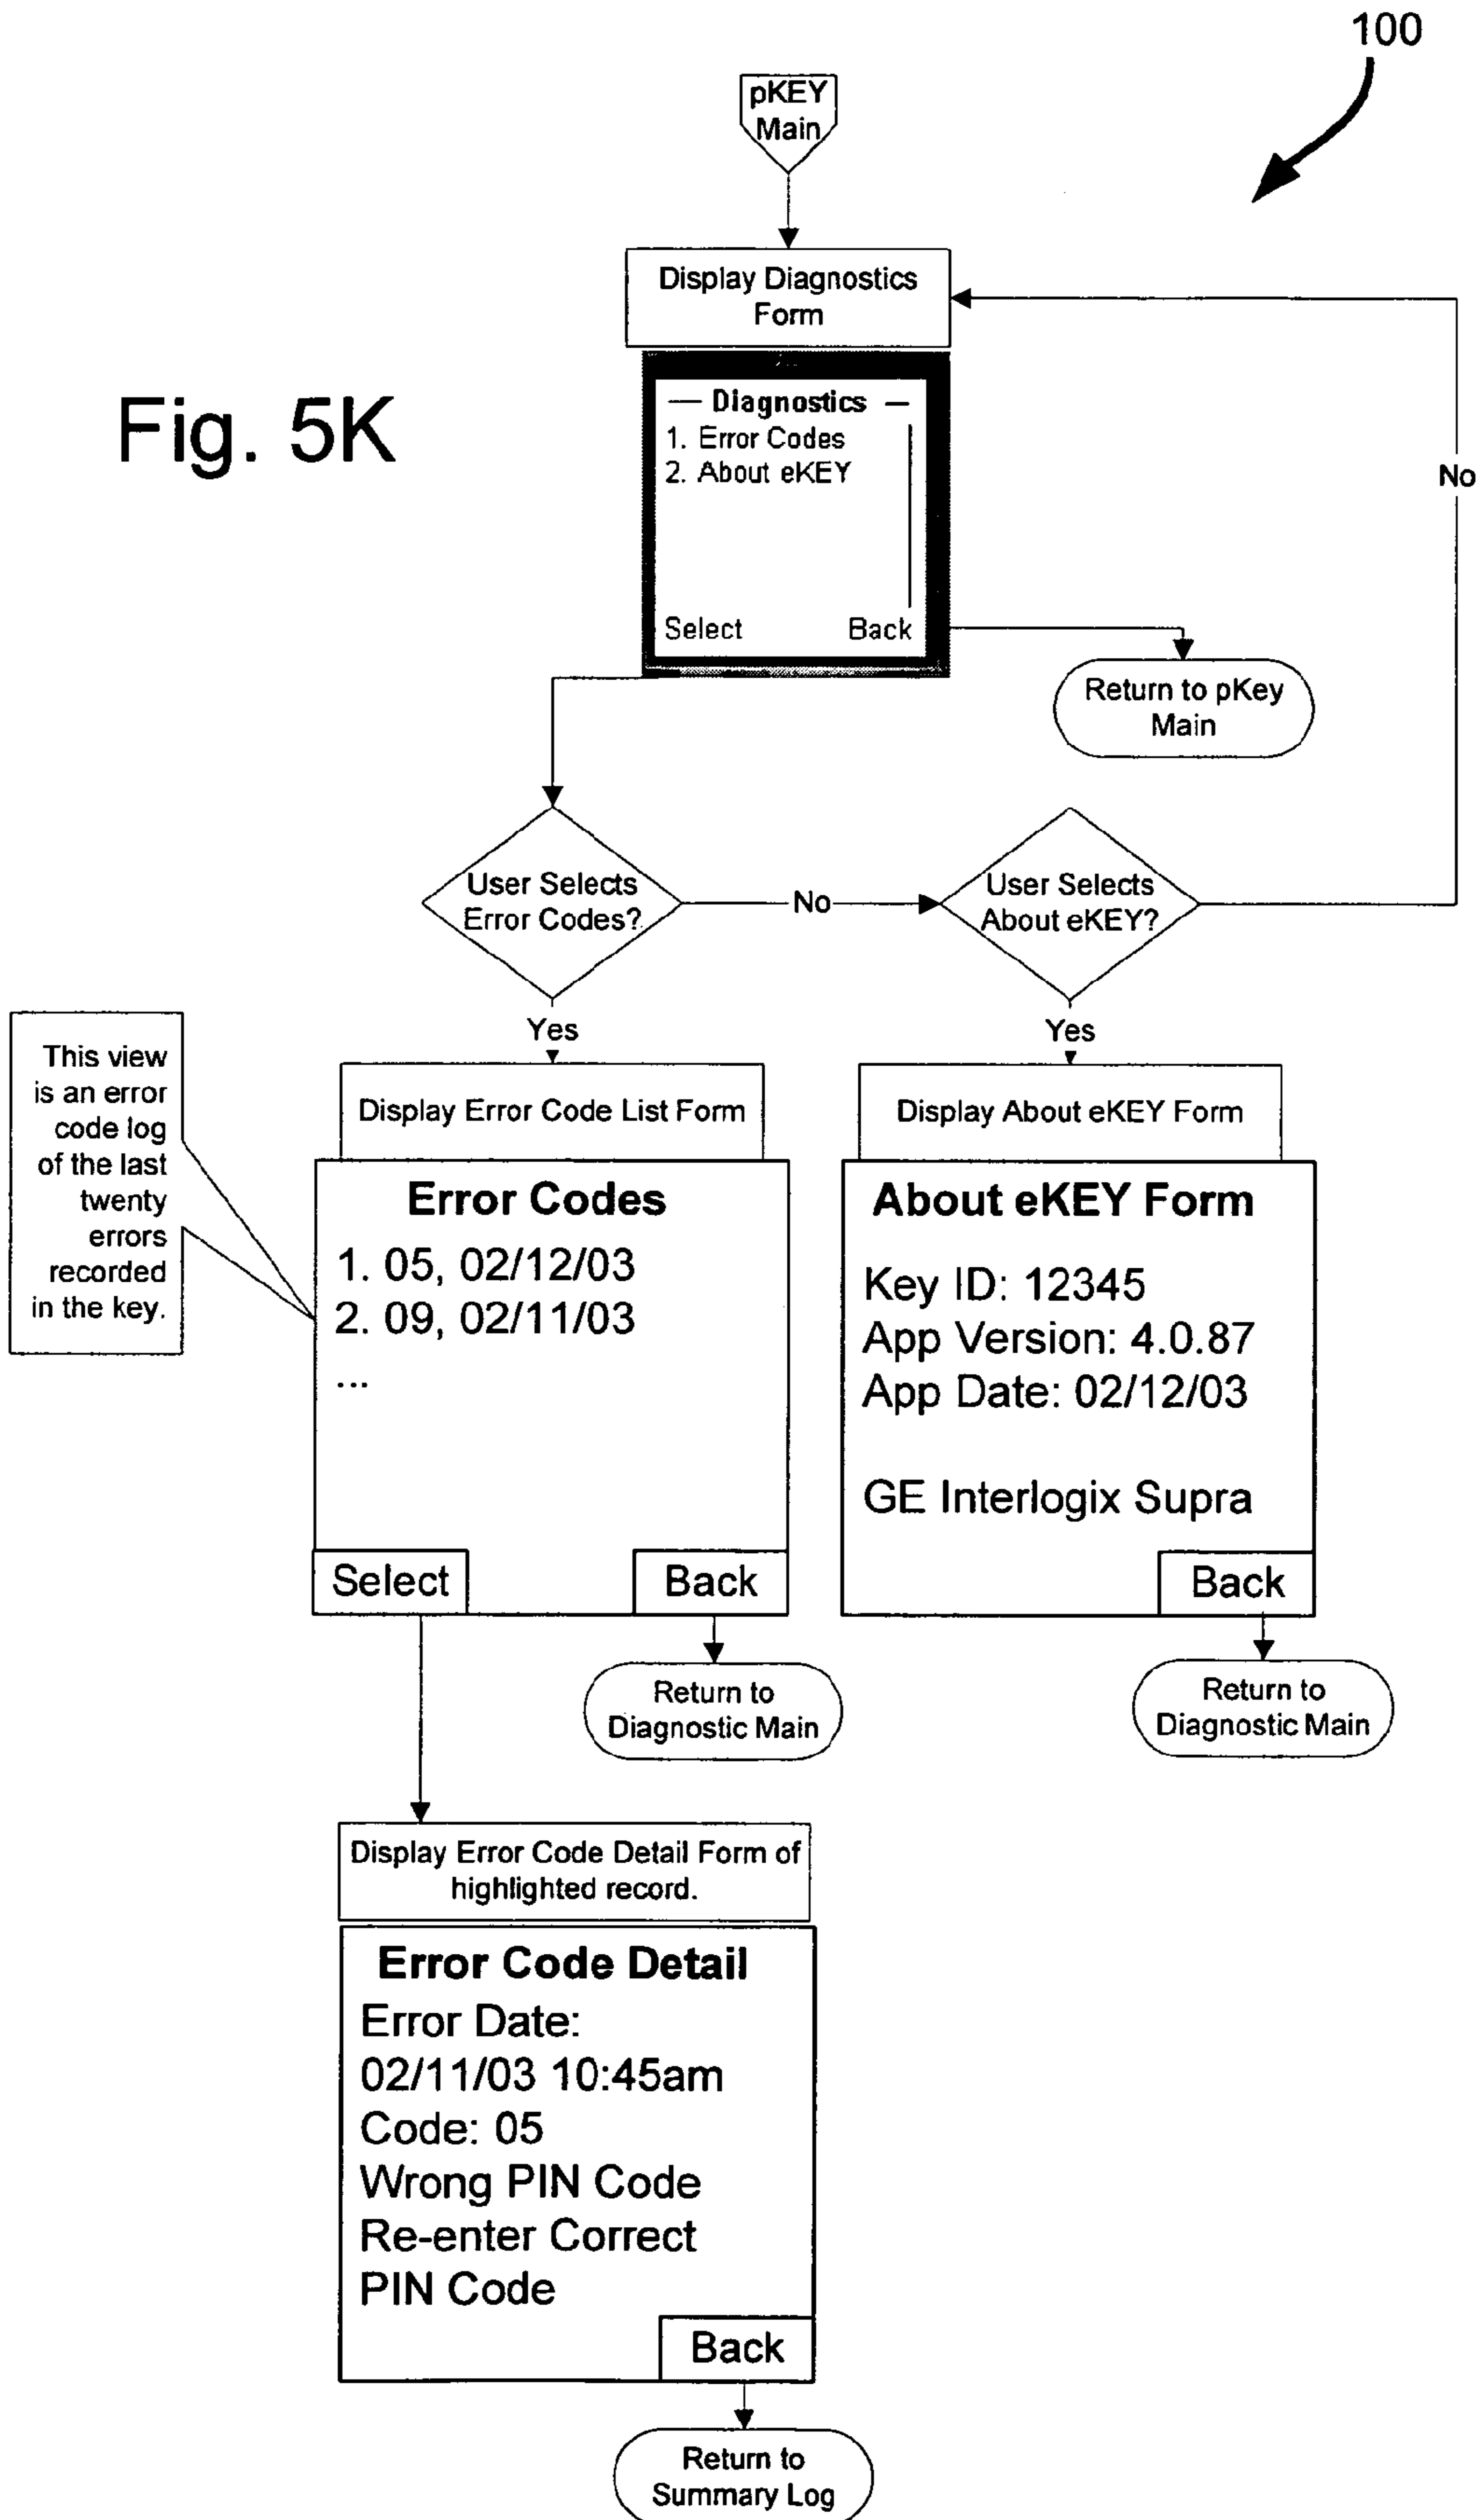 100
pKEY
Main
Display Diagnostics
Form
Fig. 5K
Diagnostics
1. Error Codes
2. About eKEY
Select Back
No
Return to pKey
Main
User Selects
Error Codes?
No
User Selects
About eKEY?
Yes
Yes
This view
is an error
code log
of the last
twenty
errors
recorded
in the key.
Display Error Code List Form
Display About eKEY Form
Error Codes
1. 05, 02/12/03
2. 09, 02/11/03
...
Select Back
About eKEY Form
Key ID: 12345
App Version: 4.0.87
App Date: 02/12/03
GE Interlogix Supra
Back
Return to
Diagnostic Main
Return to
Diagnostic Main
Display Error Code Detail Form of
highlighted record.
Error Code Detail
Error Date:
02/11/03 10:45am
Code: 05
Wrong PIN Code
Re-enter Correct
PIN Code
Back
Return to
Summary Log